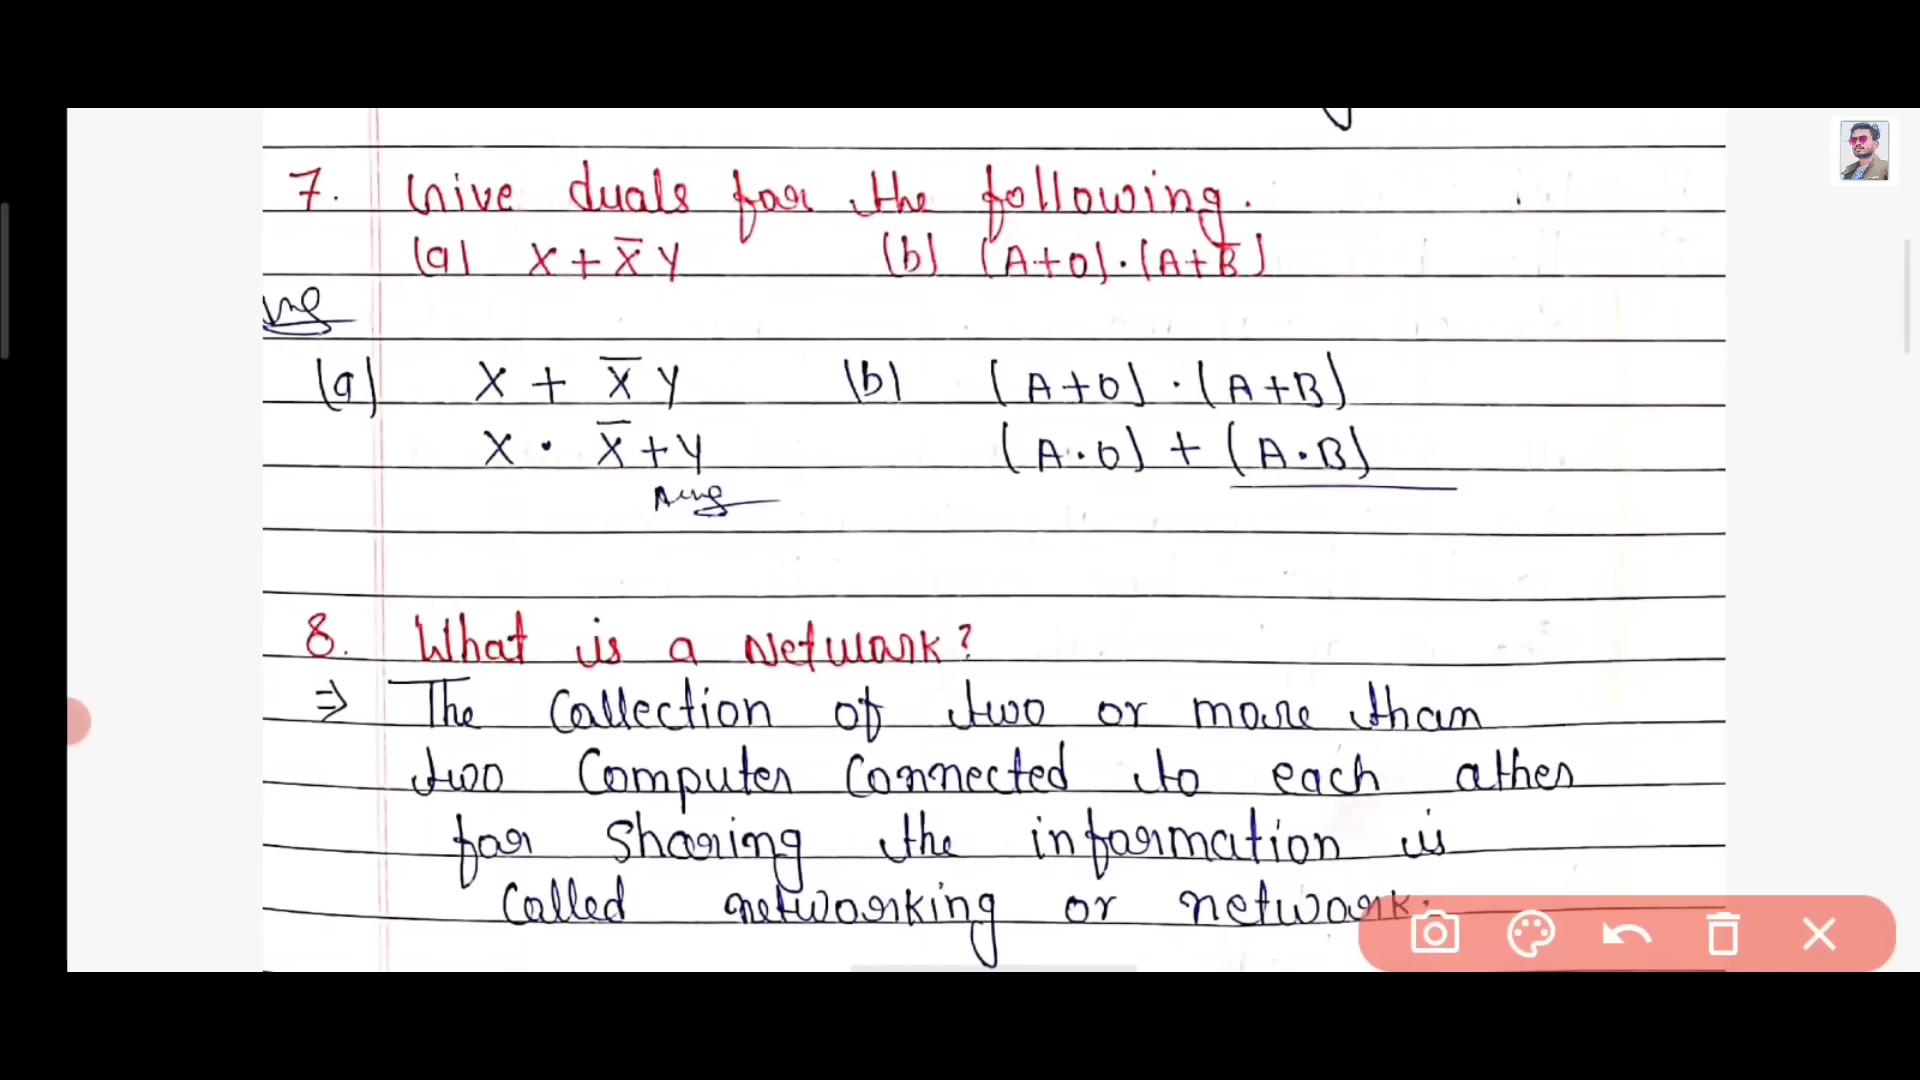 7. Give duals for the following.
(a) X + X̅ Y (b) (A+0).(A+B̅)
Ans
(a) X + X̅ Y (b) (A+0) . (A+B)
X . X̅ + Y (A.0) + (A.B)
Ans
8. What is a Network?
⇒ The Collection of two or more than
two Computer Connected to each other
for sharing the information is
Called networking or network.